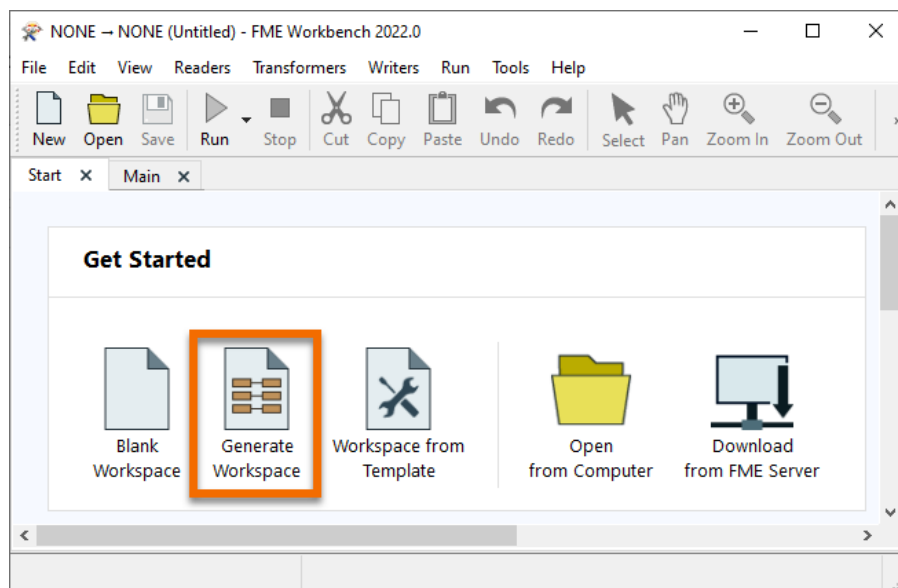 NONE → NONE (Untitled) - FME Workbench 2022.0
File Edit View Readers Transformers Writers Run Tools Help
New Open Save Run Stop Cut Copy Paste Undo Redo Select Pan Zoom In Zoom Out
Start Main
Get Started
Blank Generate Workspace from Open Download
Workspace Workspace Template from Computer from FME Server